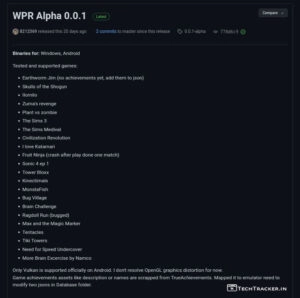 WPR Alpha 0.0.1
Latest
Compare
released this 20 days ago
2 commits to master since this release
0.0.1-alpha
Binaries for: Windows, Android
Tested and supported games:
Earthworm Jim (no achievements yet, add them to json)
Skulls of the Shogun
Ilomilo
Zuma's revenge
Plant vs zombie
The Sims 3
The Sims Medival
Civilization Revolution
I love Katamari
Fruit Ninja (crash after play done one match)
Sonic 4 ep 1
Tower Bloxx
Kinectimals
MonstaFish
Bug Village
Brain Challenge
Ragdoll Run (bugged)
Max and the Magic Marker
Tentacles
Tiki Towers
Need for Speed Undercover
More Brain Excercise by Namco
Only Vulkan is supported officially on Android. I don't resolve OpenGL graphics distortion for now.
Game achievements assets like description or names are scrapped from TrueAchievements. Mapped it to emulator need to
modify two jsons in Database folder.
TECHTRACKER.IN